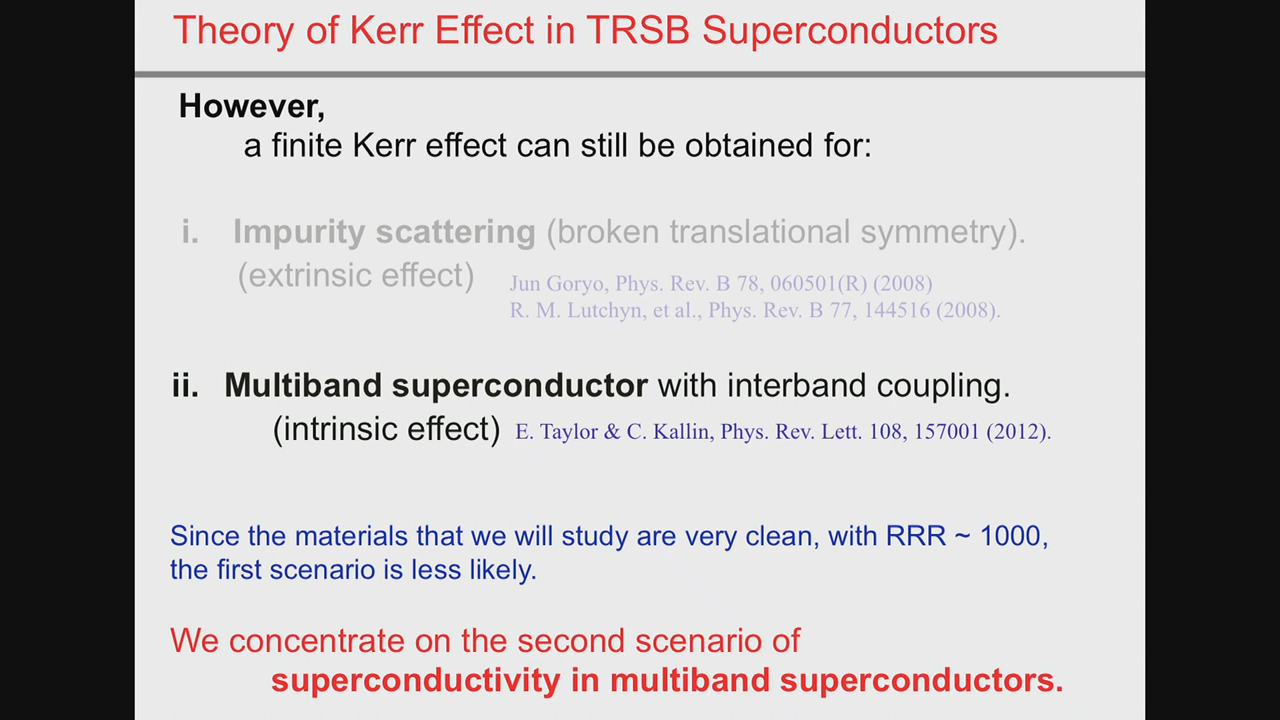 Theory of Kerr Effect in TRSB Superconductors
However,
a finite Kerr effect can still be obtained for:
i. Impurity scattering (broken translational symmetry).
(extrinsic effect) Jun Goryo, Phys. Rev. B 78, 060501(R) (2008)
R. M. Lutchyn, et al., Phys. Rev. B 77, 144516 (2008).
ii. Multiband superconductor with interband coupling.
(intrinsic effect) E. Taylor & C. Kallin, Phys. Rev. Lett. 108, 157001 (2012).
Since the materials that we will study are very clean, with RRR ~ 1000,
the first scenario is less likely.
We concentrate on the second scenario of
superconductivity in multiband superconductors.